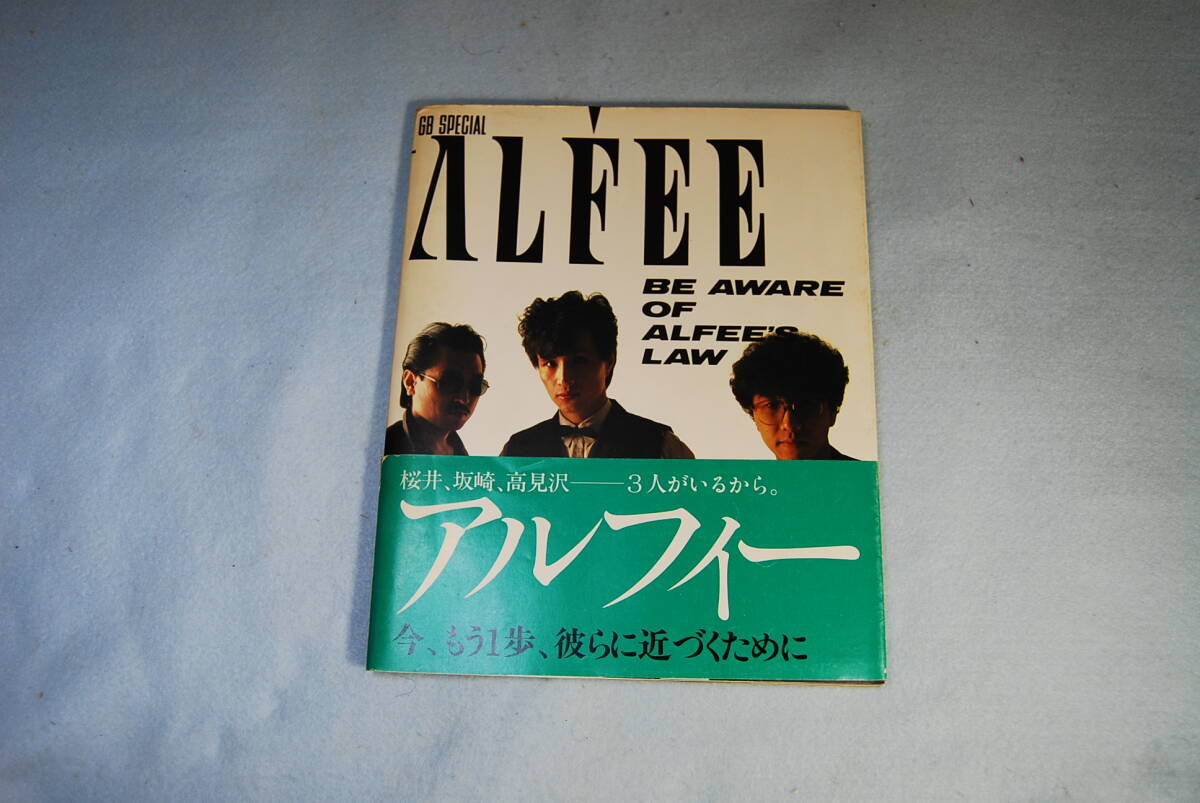 GB SPECIAL
ALFEE
BE AWARE
OF
ALFEE'S
LAW
桜井、坂崎、高見沢――3人がいるから。
アルフィー
今、もう1歩、彼らに近づくために